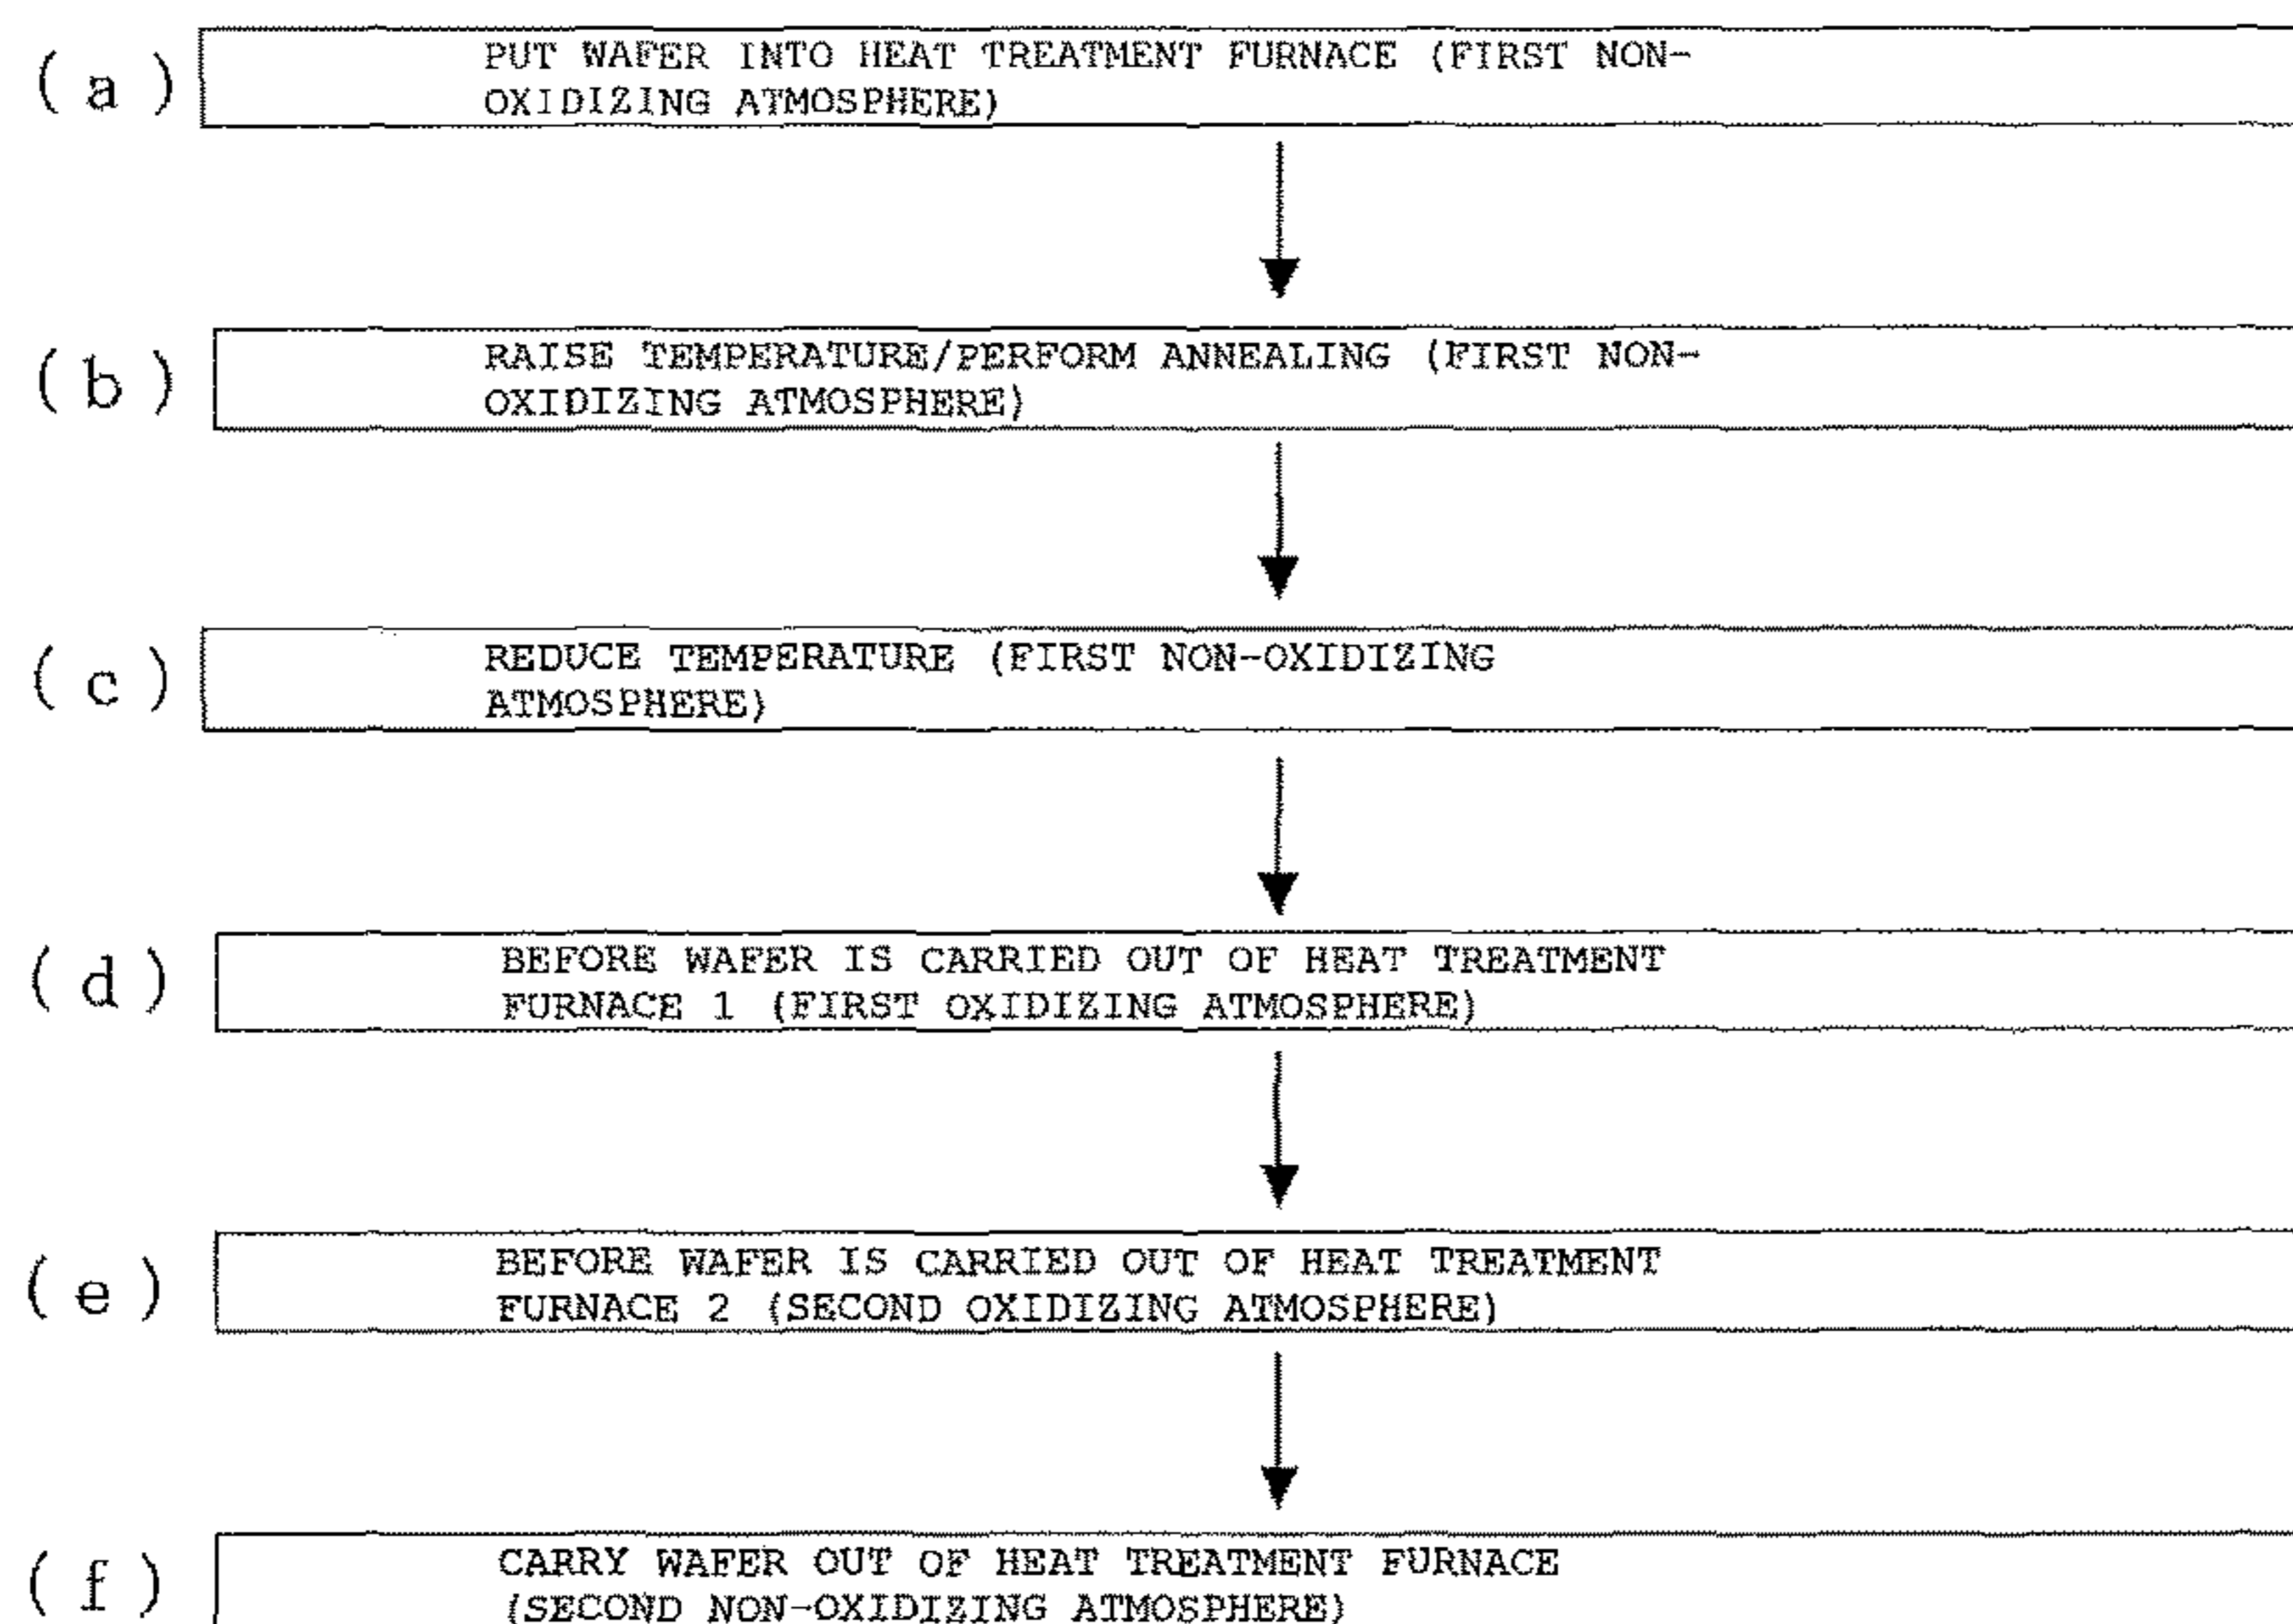 (a) PUT WAFER INTO HEAT TREATMENT FURNACE (FIRST NON-
OXIDIZING ATMOSPHERE)
(b) RAISE TEMPERATURE/PERFORM ANNEALING (FIRST NON-
OXIDIZING ATMOSPHERE)
(c) REDUCE TEMPERATURE (FIRST NON-OXIDIZING
ATMOSPHERE)
(d) BEFORE WAFER IS CARRIED OUT OF HEAT TREATMENT
FURNACE 1 (FIRST OXIDIZING ATMOSPHERE)
(e) BEFORE WAFER IS CARRIED OUT OF HEAT TREATMENT
FURNACE 2 (SECOND OXIDIZING ATMOSPHERE)
(f) CARRY WAFER OUT OF HEAT TREATMENT FURNACE
(SECOND NON-OXIDIZING ATMOSPHERE)